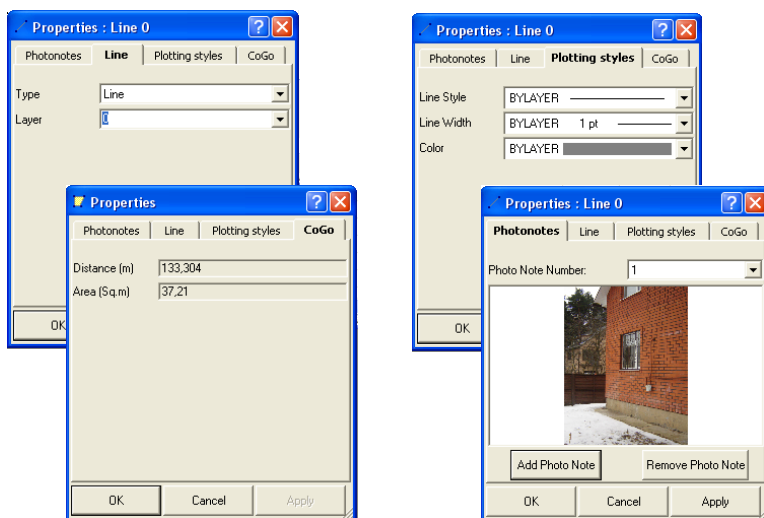 Properties : Line 0
Photonotes Line Plotting styles CoGo
Type Line
Layer 0
OK
Properties
Photonotes Line Plotting styles CoGo
Distance (m) 133,304
Area (Sq.m) 37,21
OK Cancel Apply
Properties : Line 0
Photonotes Line Plotting styles CoGo
Line Style BYLAYER
Line Width BYLAYER 1 pt
Color BYLAYER
OK
Properties : Line 0
Photonotes Line Plotting styles CoGo
Photo Note Number: 1
Add Photo Note Remove Photo Note
OK Cancel Apply